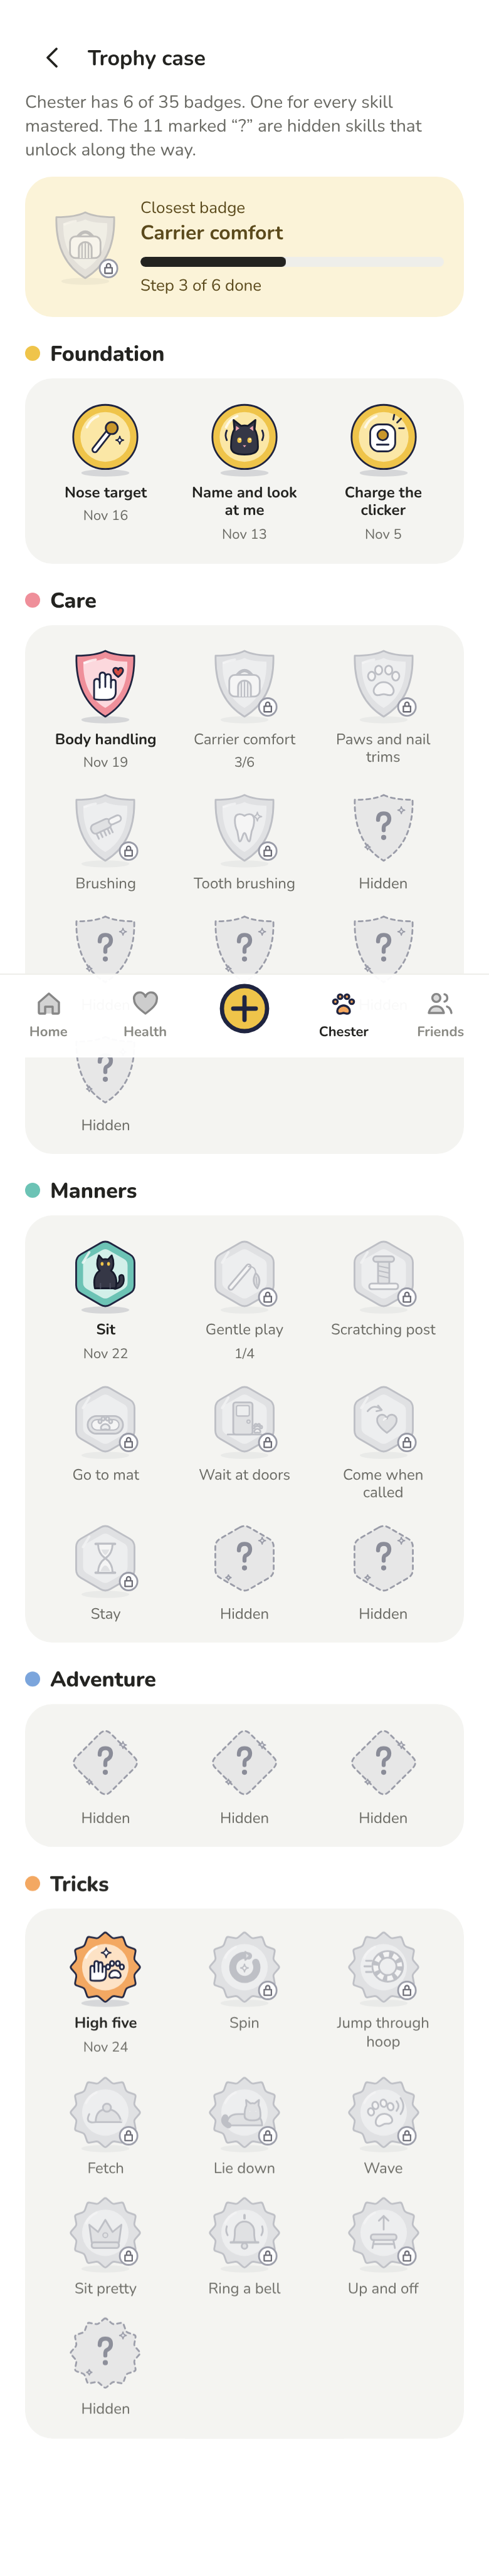 Trophy case
Chester has 6 of 35 badges. One for every skill
mastered. The 11 marked “?” are hidden skills that
unlock along the way.
Closest badge
Carrier comfort
Step 3 of 6 done
Foundation
Nose target
Nov 16
Name and look
at me
Nov 13
Charge the
clicker
Nov 5
Care
Body handling
Nov 19
Carrier comfort
3/6
Paws and nail
trims
Brushing
Tooth brushing
?
Hidden
?
?
?
Hidden
Hidden
Home
Health
Chester
Friends
?
Hidden
Manners
Sit
Nov 22
Gentle play
1/4
Scratching post
Go to mat
Wait at doors
Come when
called
Stay
?
Hidden
?
Hidden
Adventure
?
Hidden
?
Hidden
?
Hidden
Tricks
High five
Nov 24
Spin
Jump through
hoop
Fetch
Lie down
Wave
Sit pretty
Ring a bell
Up and off
?
Hidden